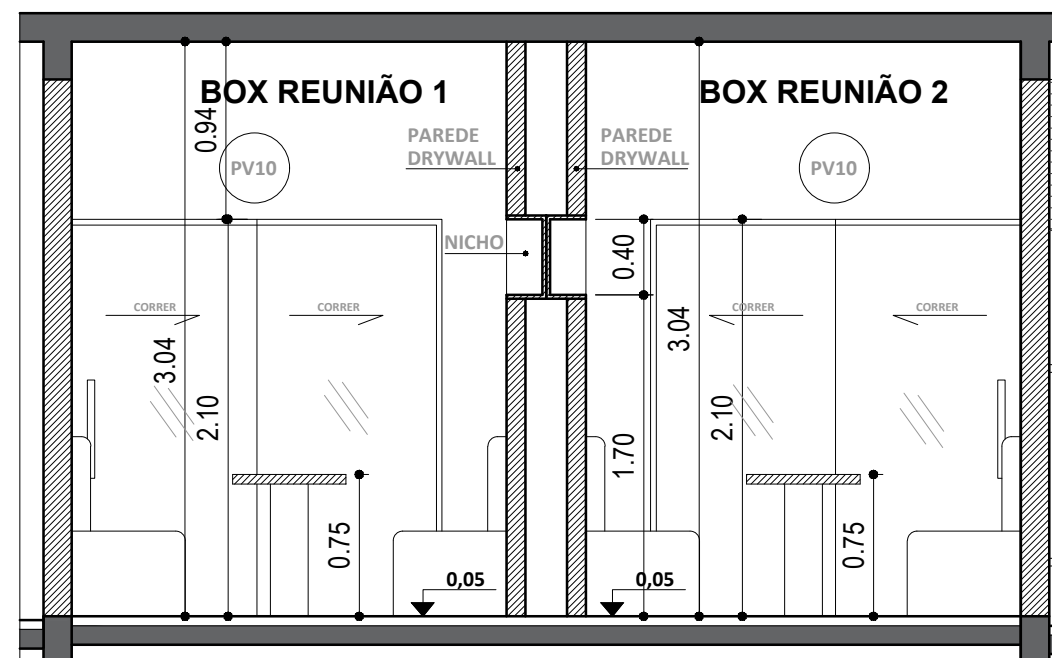 BOX REUNIÃO 1
BOX REUNIÃO 2
0.94
PAREDE
DRYWALL
PAREDE
DRYWALL
PV10
PV10
NICHO
0.40
CORRER
CORRER
CORRER
CORRER
3.04
3.04
2.10
2.10
1.70
0.75
0.75
0,05
0,05